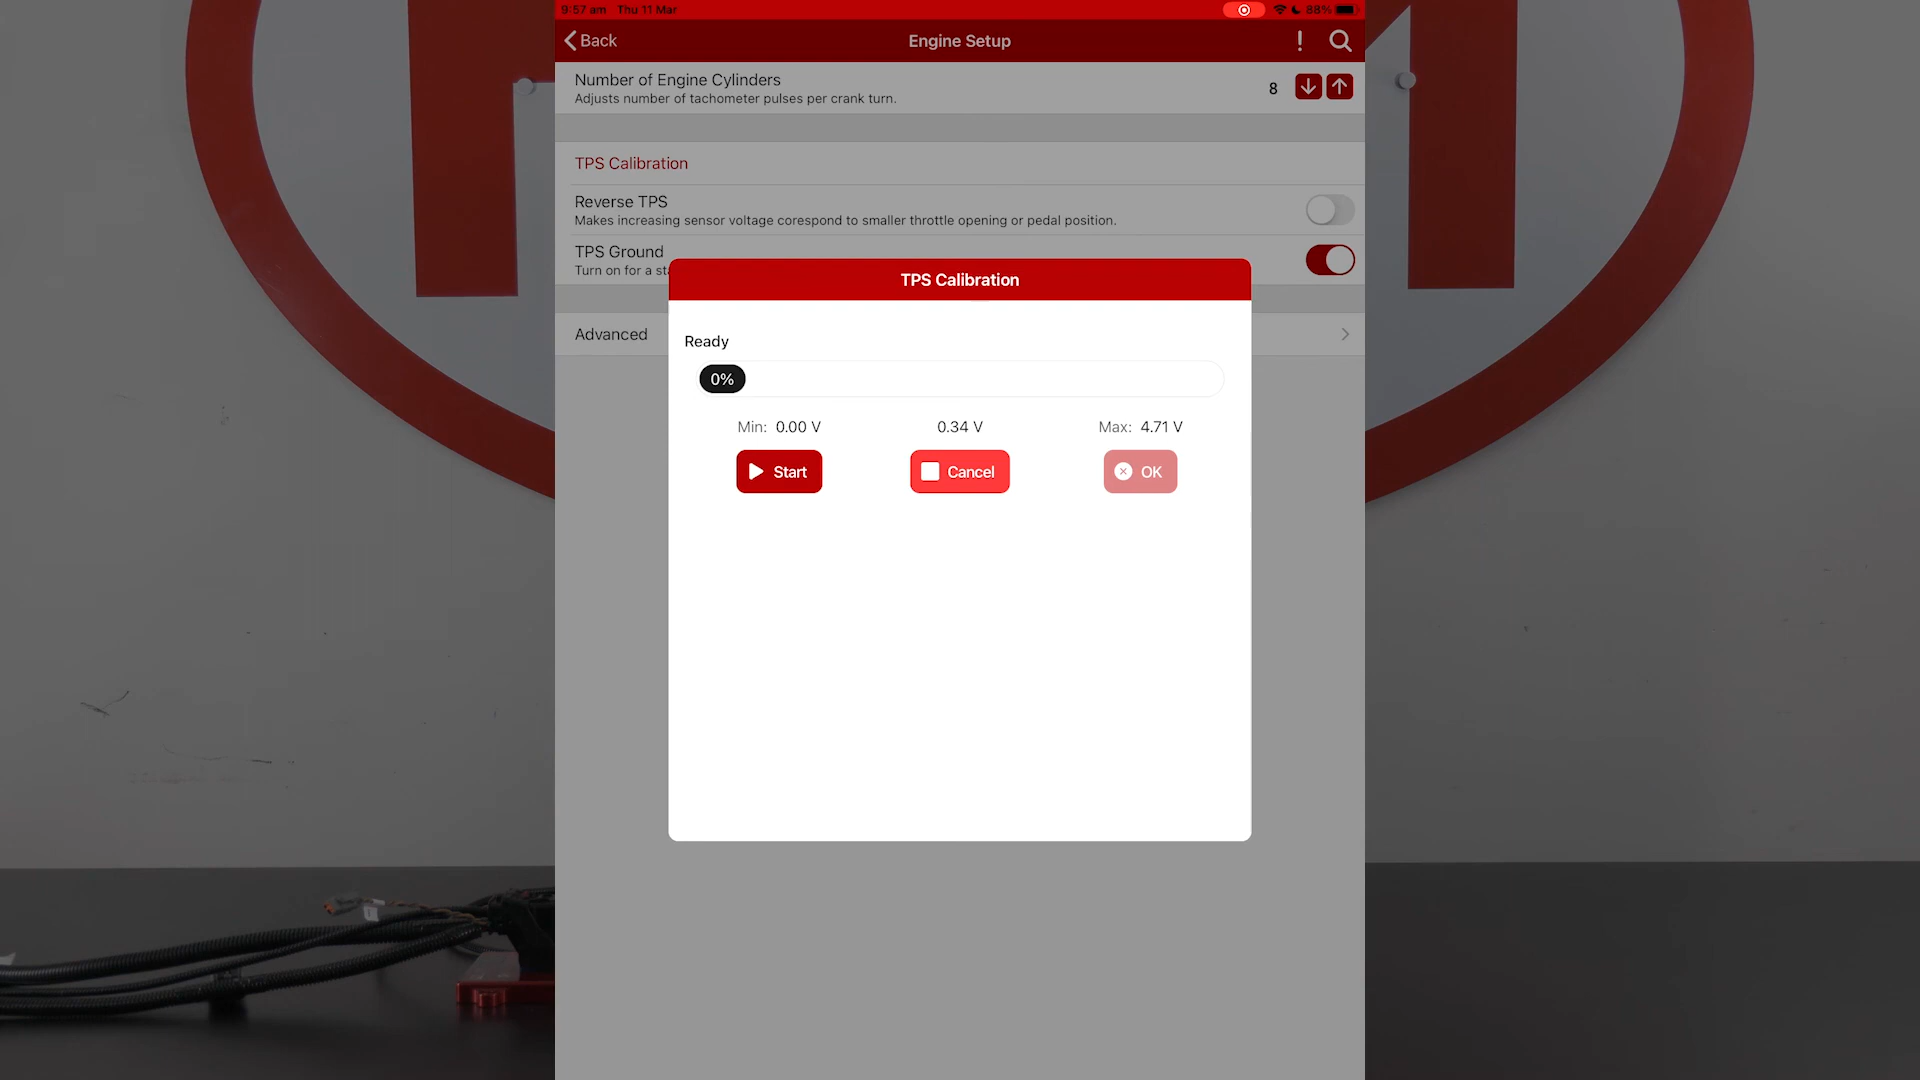 9:57 am Thu 11 Mar 88%
Back Engine Setup
Number of Engine Cylinders
Adjusts number of tachometer pulses per crank turn.
8
TPS Calibration
Reverse TPS
Makes increasing sensor voltage corespond to smaller throttle opening or pedal position.
TPS Ground
Turn on for a sta
Advanced
TPS Calibration
Ready
0%
Min: 0.00 V 0.34 V Max: 4.71 V
Start Cancel OK